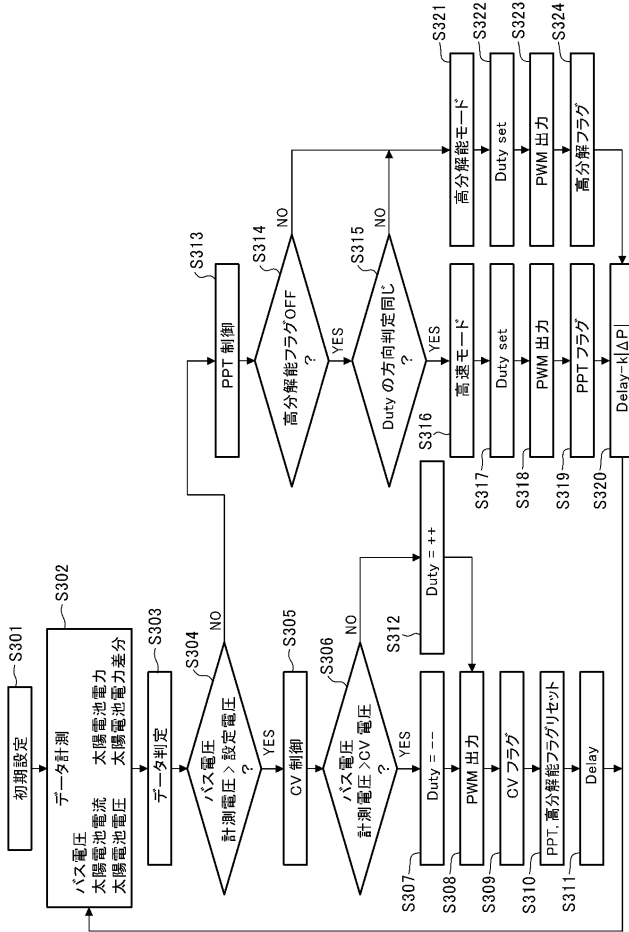 S301
初期設定
S302
データ計測
バス電圧
太陽電池電流 太陽電池電力
太陽電池電圧 太陽電池電力差分
S303
データ判定
S304
バス電圧
計測電圧＞設定電圧
?
NO
YES
S305
CV 制御
S306
バス電圧
計測電圧＞CV 電圧
?
NO
YES
S307
Duty = --
S308
PWM 出力
S309
CV フラグ
S310
PPT, 高分解能フラグリセット
S311
Delay
S312
Duty = ++
S313
PPT 制御
S314
高分解能フラグOFF
?
NO
YES
S315
Duty の方向判定同じ
?
NO
YES
S316
高速モード
S317
Duty set
S318
PWM 出力
S319
PPT フラグ
S320
Delay-k|ΔP|
S321
高分解能モード
S322
Duty set
S323
PWM 出力
S324
高分解フラグ